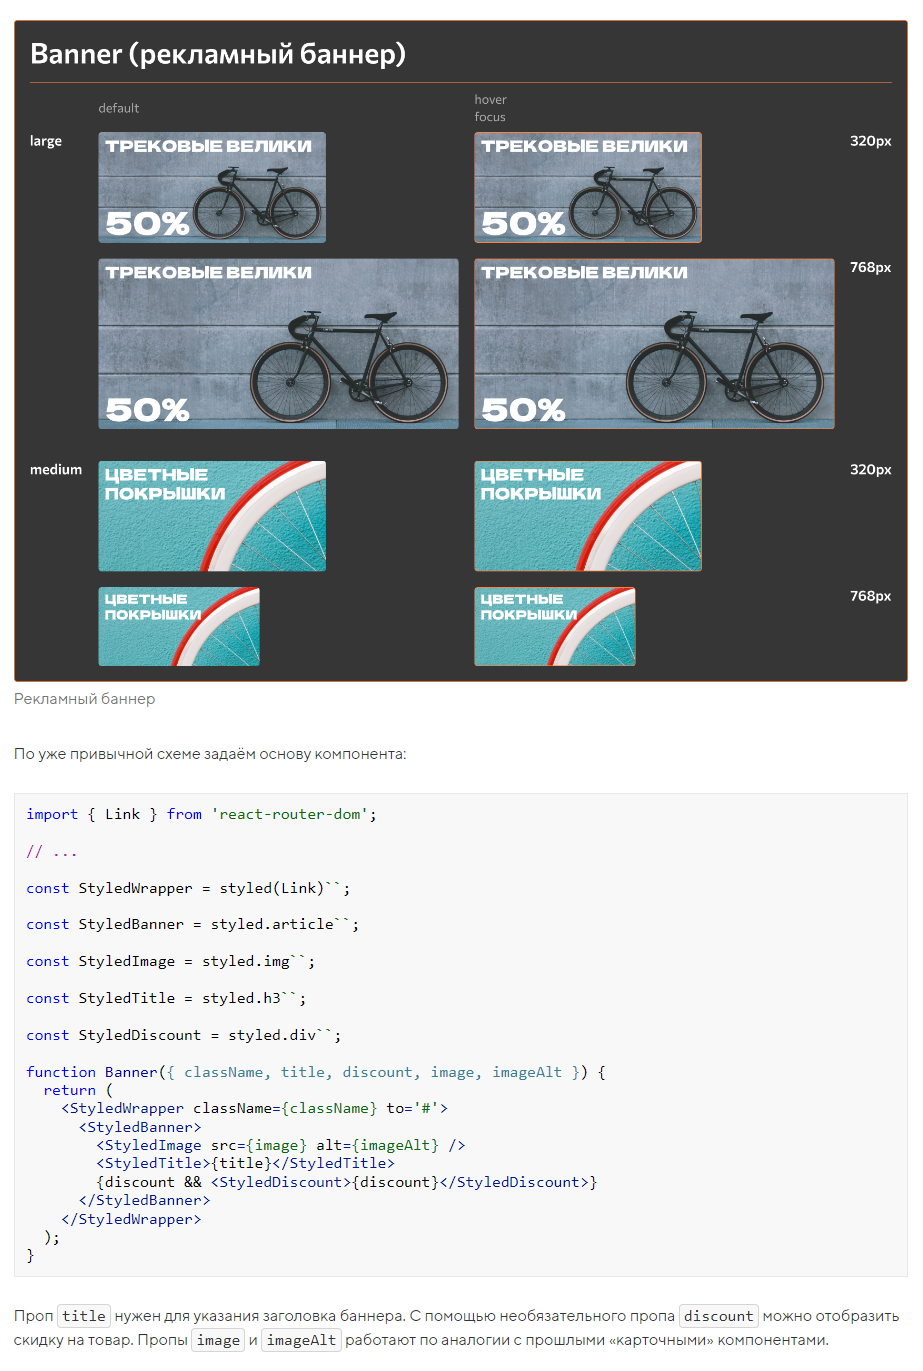 Banner (рекламный баннер)
default
hover
focus
large
ТРЕКОВЫЕ ВЕЛИКИ
50%
ТРЕКОВЫЕ ВЕЛИКИ
50%
320px
ТРЕКОВЫЕ ВЕЛИКИ
50%
ТРЕКОВЫЕ ВЕЛИКИ
50%
768px
medium
ЦВЕТНЫЕ
ПОКРЫШКИ
ЦВЕТНЫЕ
ПОКРЫШКИ
320px
ЦВЕТНЫЕ
ПОКРЫШКИ
ЦВЕТНЫЕ
ПОКРЫШКИ
768px
Рекламный баннер
По уже привычной схеме задаём основу компонента:
import { Link } from 'react-router-dom';
// ...
const StyledWrapper = styled(Link)``;
const StyledBanner = styled.article``;
const StyledImage = styled.img``;
const StyledTitle = styled.h3``;
const StyledDiscount = styled.div``;
function Banner({ className, title, discount, image, imageAlt }) {
  return (
    <StyledWrapper className={className} to='#'>
      <StyledBanner>
        <StyledImage src={image} alt={imageAlt} />
        <StyledTitle>{title}</StyledTitle>
        {discount && <StyledDiscount>{discount}</StyledDiscount>}
      </StyledBanner>
    </StyledWrapper>
  );
}
Проп title нужен для указания заголовка баннера. С помощью необязательного пропа discount можно отобразить
скидку на товар. Пропы image и imageAlt работают по аналогии с прошлыми «карточными» компонентами.